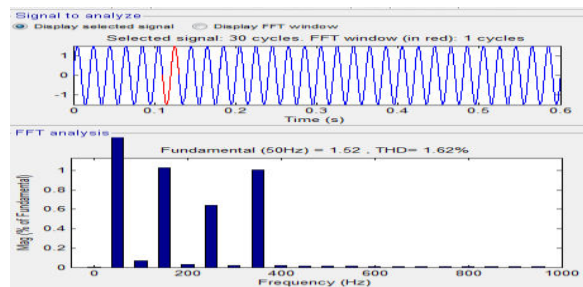 Signal to analyze
Display selected signal Display FFT window
Selected signal: 30 cycles. FFT window (in red): 1 cycles
1
0
-1
0 0.1 0.2 0.3 0.4 0.5 0.6
Time (s)
FFT analysis
Fundamental (50Hz) = 1.52 , THD= 1.62%
Mag (% of Fundamental)
1
0.8
0.6
0.4
0.2
0
0 200 400 600 800 1000
Frequency (Hz)